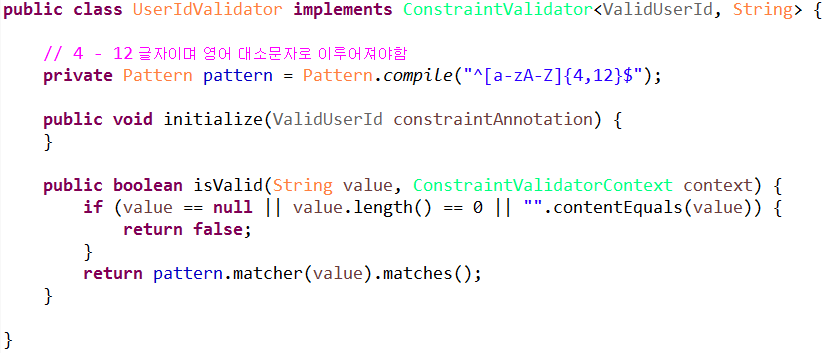 public class UserIdValidator implements ConstraintValidator<ValidUserId, String> {
// 4 - 12 글자이며 영어 대소문자로 이루어져야함
private Pattern pattern = Pattern.compile("^[a-zA-Z]{4,12}$");
public void initialize(ValidUserId constraintAnnotation) {
}
public boolean isValid(String value, ConstraintValidatorContext context) {
if (value == null || value.length() == 0 || "".contentEquals(value)) {
return false;
}
return pattern.matcher(value).matches();
}
}